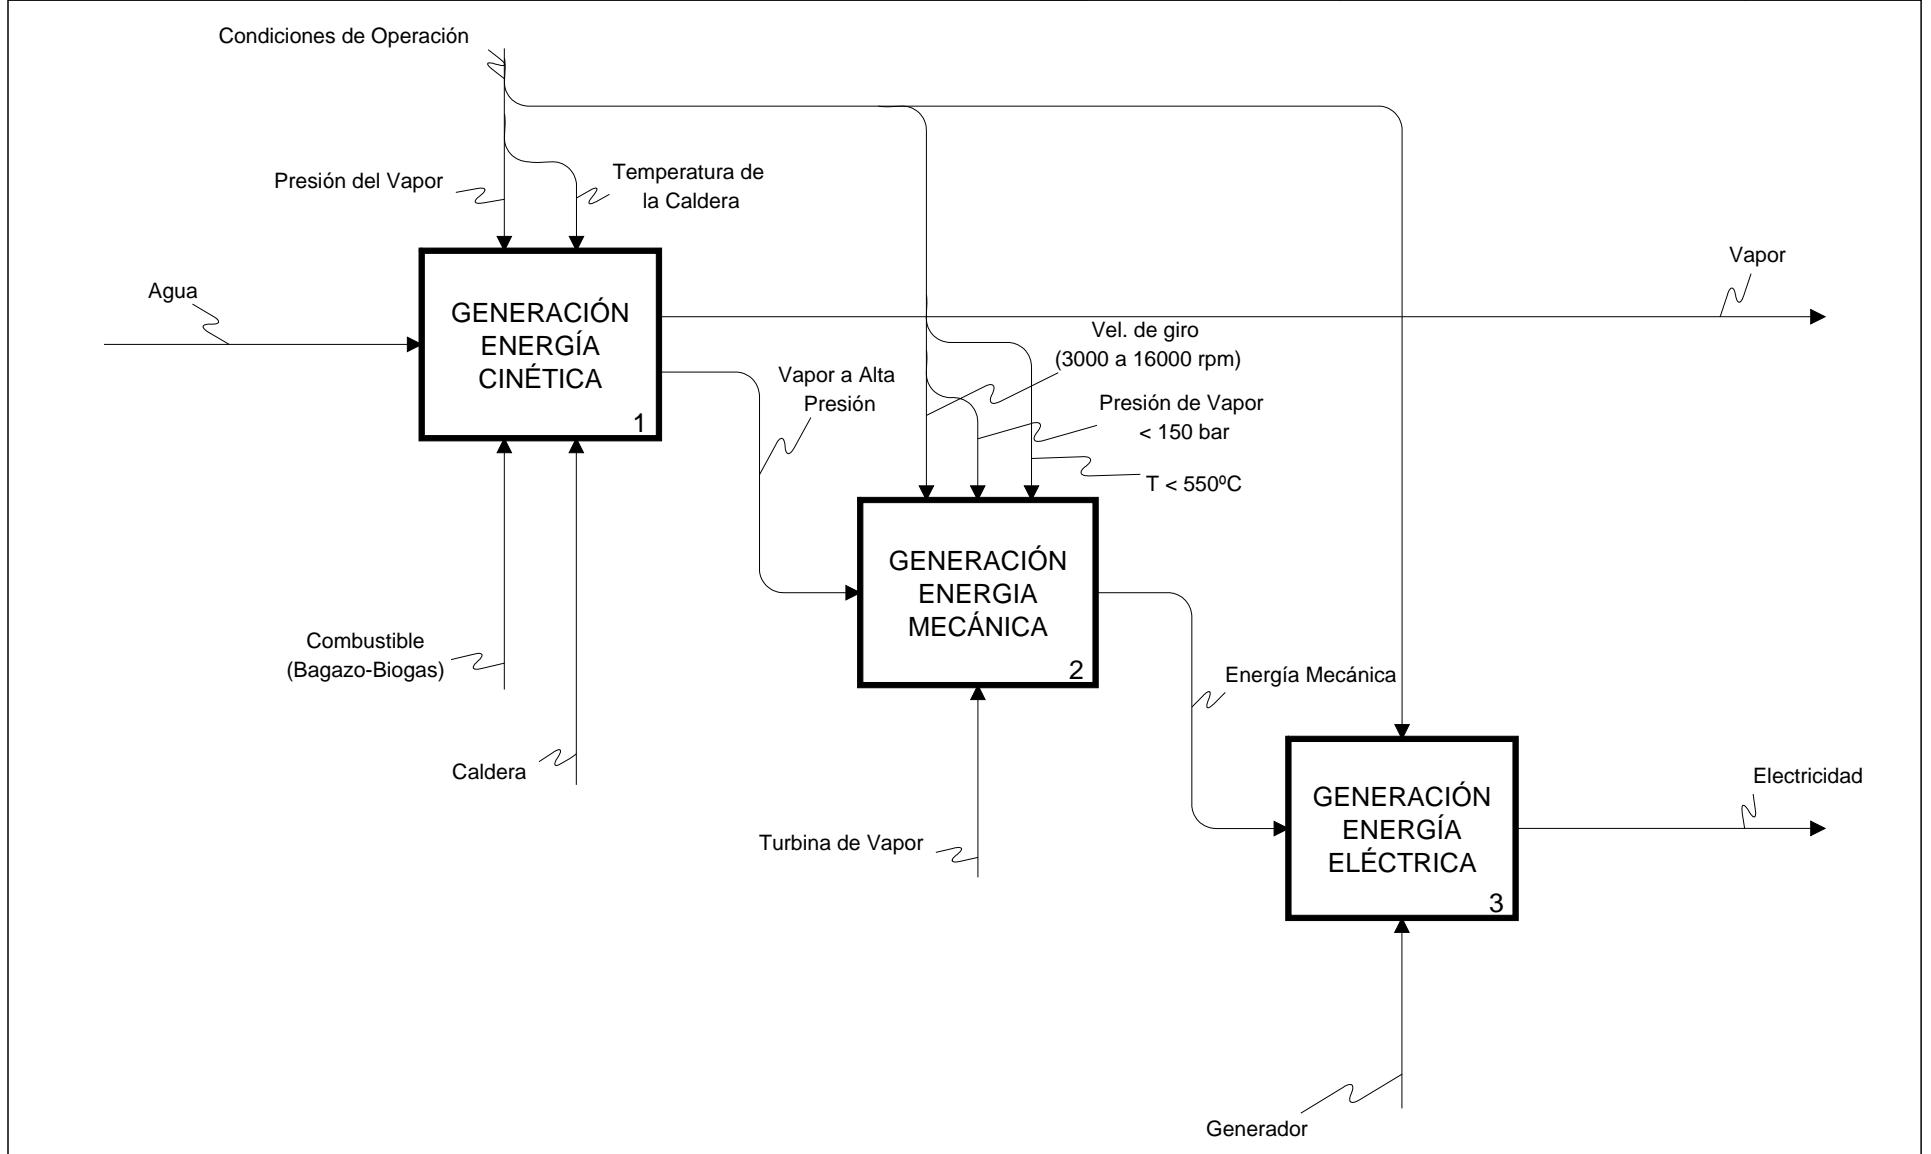 Condiciones de Operación
Presión del Vapor
Temperatura de
la Caldera
Agua
GENERACIÓN
ENERGÍA
CINÉTICA
1
Vapor
Vel. de giro
(3000 a 16000 rpm)
Vapor a Alta
Presión
Presión de Vapor
< 150 bar
T < 550ºC
GENERACIÓN
ENERGIA
MECÁNICA
2
Combustible
(Bagazo-Biogas)
Caldera
Energía Mecánica
Turbina de Vapor
GENERACIÓN
ENERGÍA
ELÉCTRICA
3
Electricidad
Generador